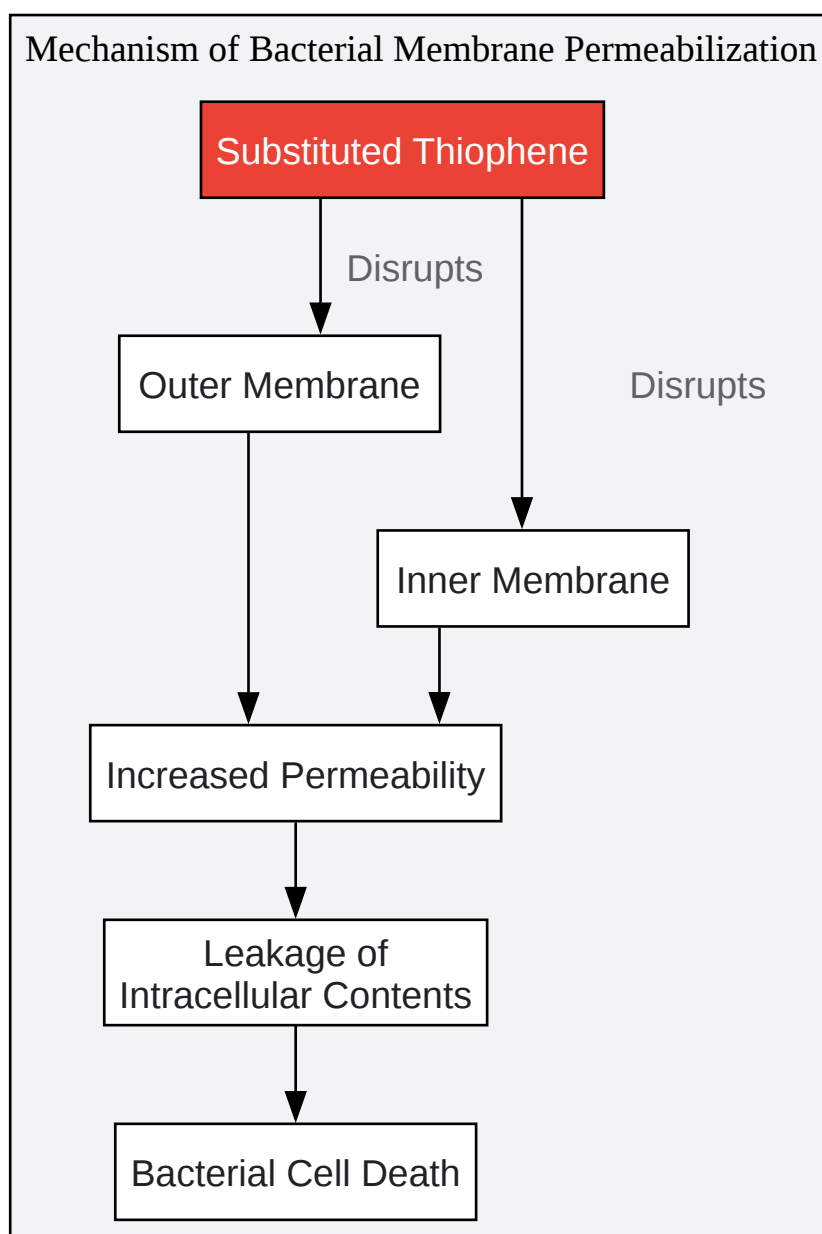 Mechanism of Bacterial Membrane Permeabilization
Substituted Thiophene
Disrupts
Outer Membrane
Disrupts
Inner Membrane
Increased Permeability
Leakage of
Intracellular Contents
Bacterial Cell Death